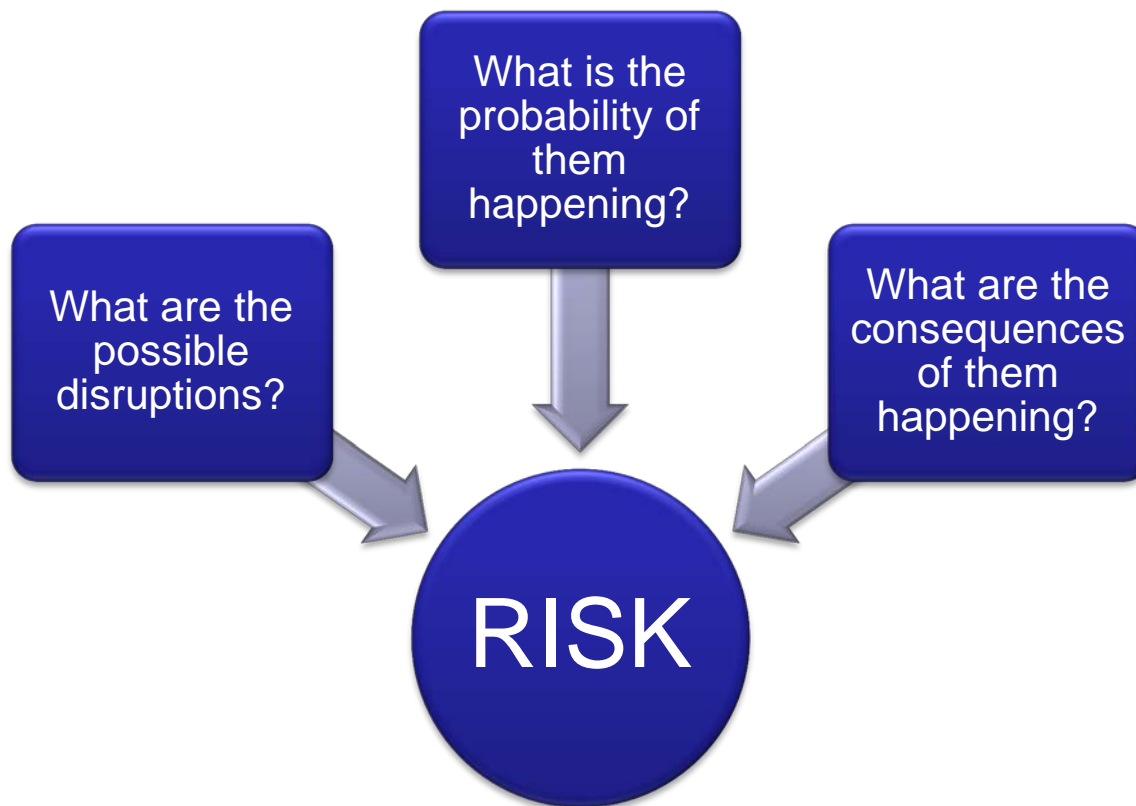 What are the
possible
disruptions?
What is the
probability of
them
happening?
What are the
consequences
of them
happening?
RISK